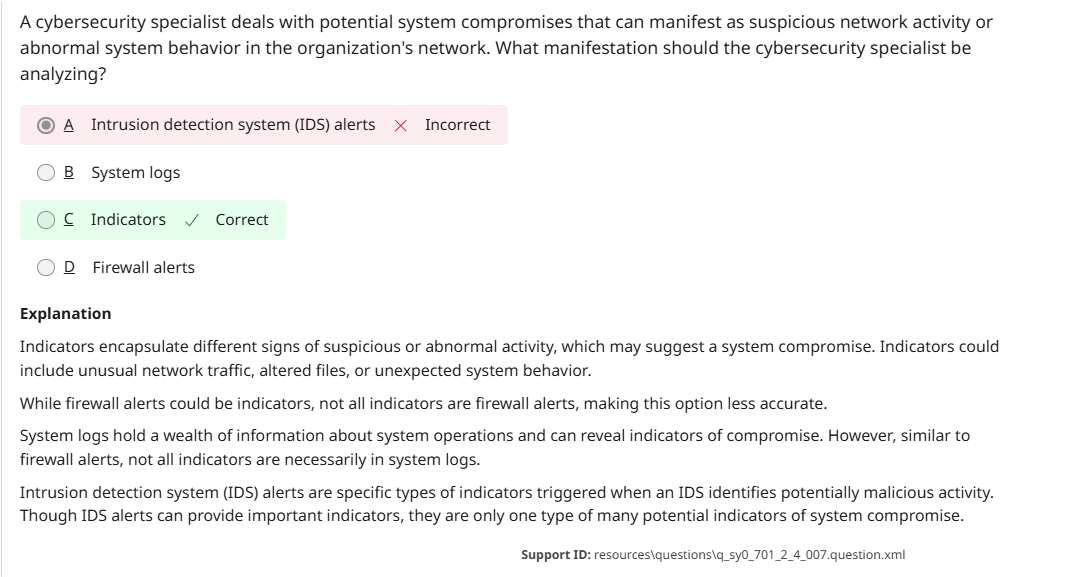 A cybersecurity specialist deals with potential system compromises that can manifest as suspicious network activity or
abnormal system behavior in the organization's network. What manifestation should the cybersecurity specialist be
analyzing?
A Intrusion detection system (IDS) alerts ✕ Incorrect
B System logs
C Indicators ✓ Correct
D Firewall alerts
Explanation
Indicators encapsulate different signs of suspicious or abnormal activity, which may suggest a system compromise. Indicators could
include unusual network traffic, altered files, or unexpected system behavior.
While firewall alerts could be indicators, not all indicators are firewall alerts, making this option less accurate.
System logs hold a wealth of information about system operations and can reveal indicators of compromise. However, similar to
firewall alerts, not all indicators are necessarily in system logs.
Intrusion detection system (IDS) alerts are specific types of indicators triggered when an IDS identifies potentially malicious activity.
Though IDS alerts can provide important indicators, they are only one type of many potential indicators of system compromise.
Support ID: resources\questions\q_sy0_701_2_4_007.question.xml